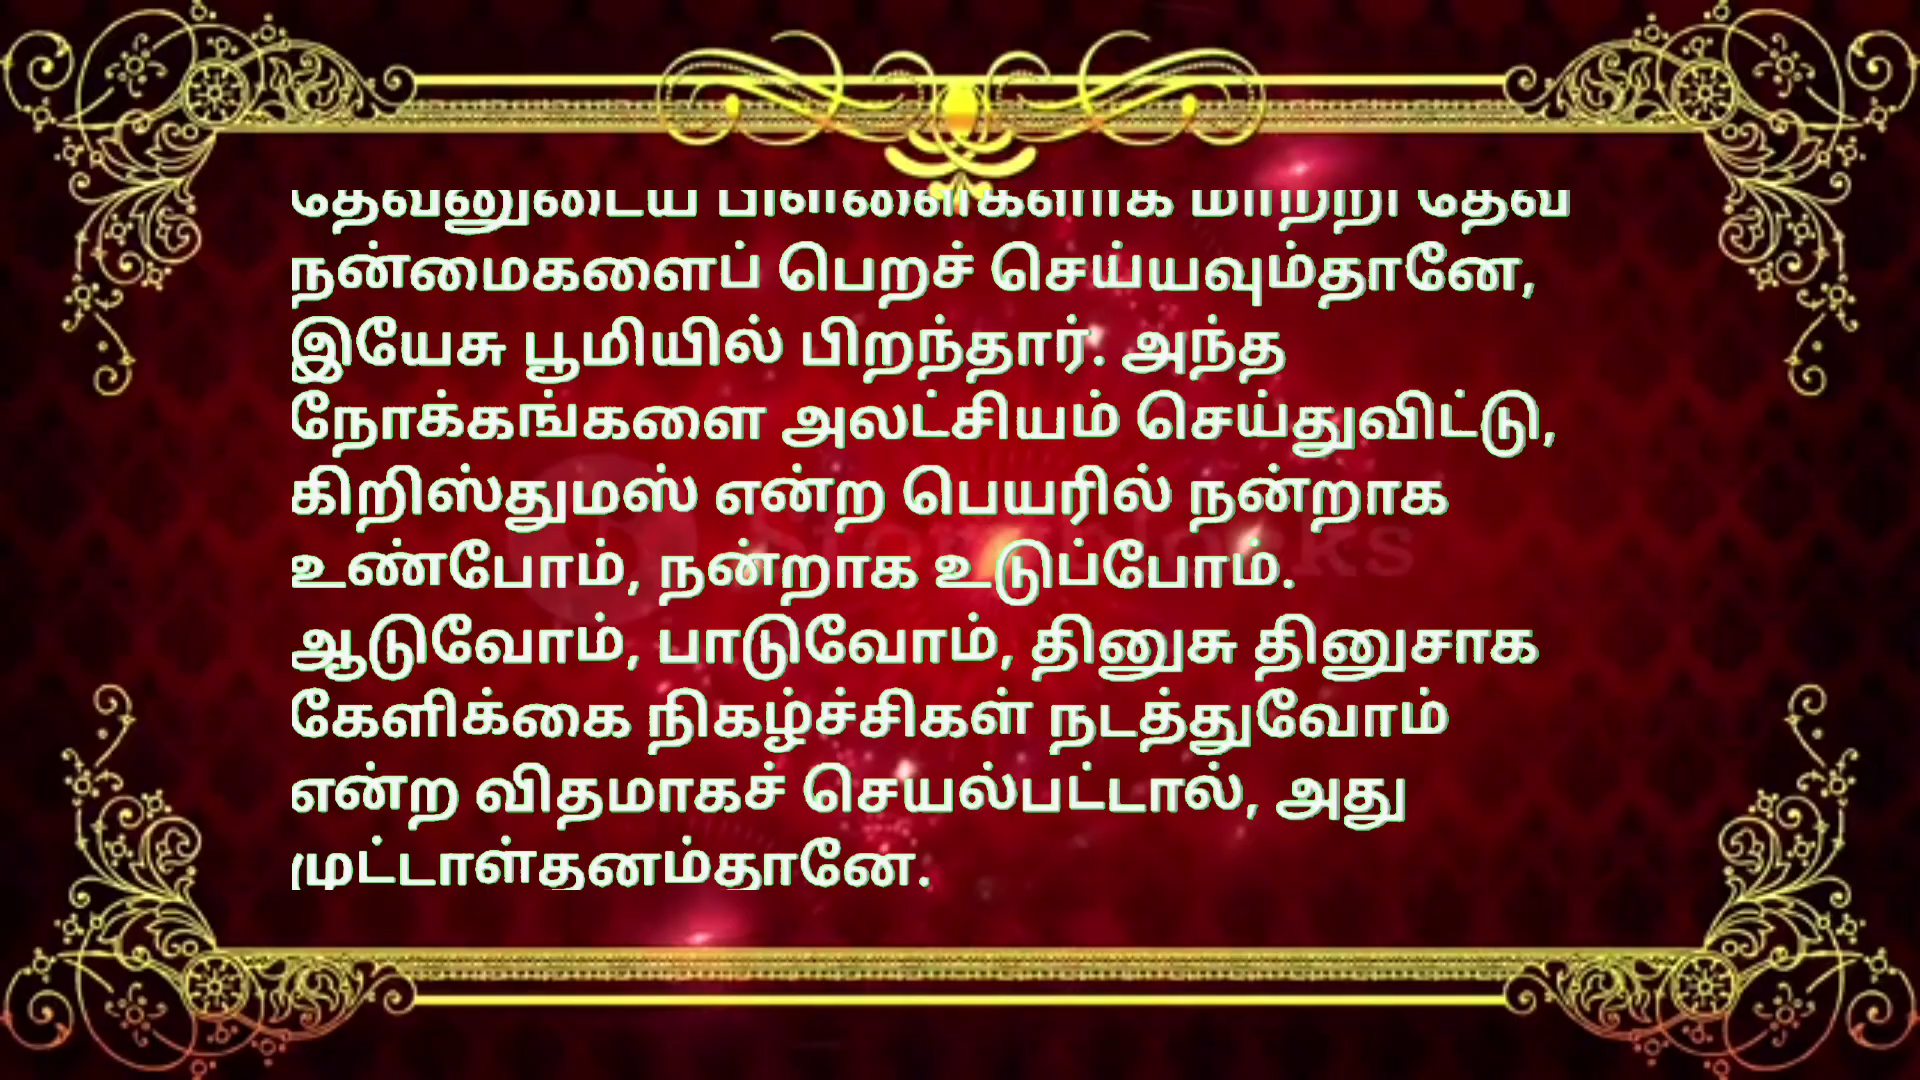 தேவனுடைய பிள்ளைகளாக மாற்றி தேவ
நன்மைகளைப் பெறச் செய்யவும்தானே,
இயேசு பூமியில் பிறந்தார். அந்த
நோக்கங்களை அலட்சியம் செய்துவிட்டு,
கிறிஸ்துமஸ் என்ற பெயரில் நன்றாக
உண்போம், நன்றாக உடுப்போம்.
ஆடுவோம், பாடுவோம், தினுசு தினுசாக
கேளிக்கை நிகழ்ச்சிகள் நடத்துவோம்
என்ற விதமாகச் செயல்பட்டால், அது
முட்டாள்தனம்தானே.
Storyblocks